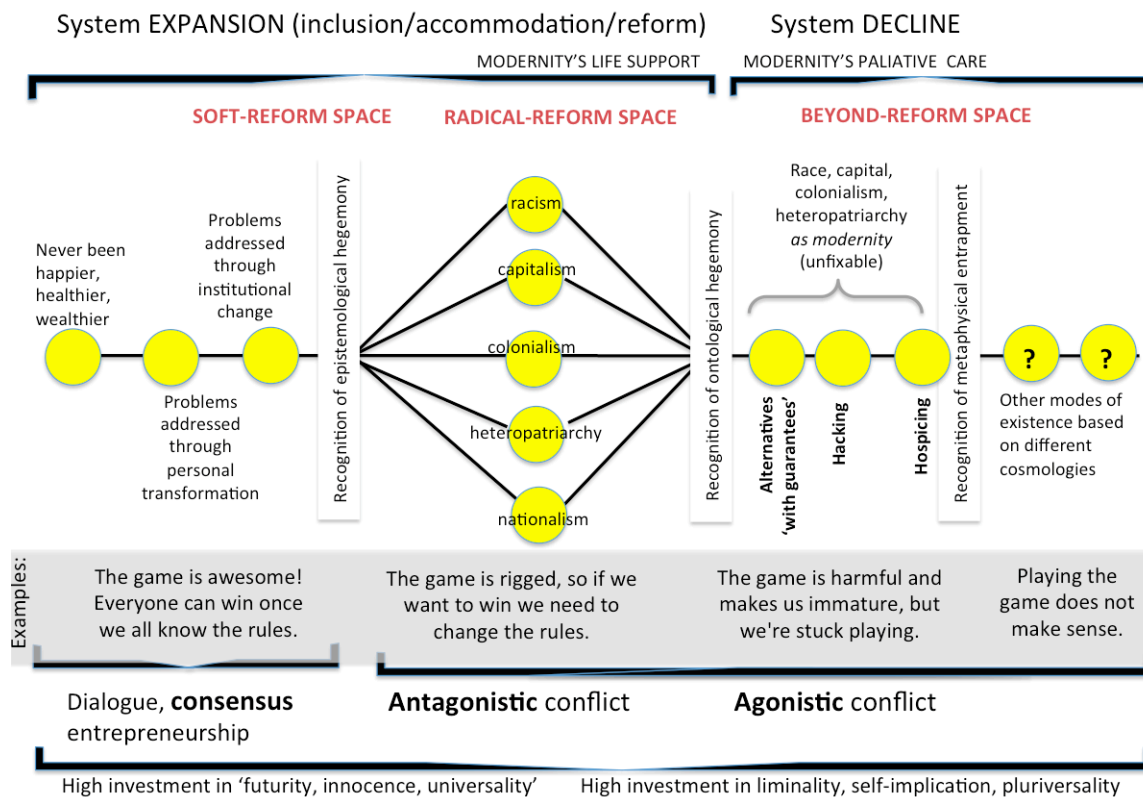 System EXPANSION (inclusion/accommodation/reform)
System DECLINE
MODERNITY'S LIFE SUPPORT
MODERNITY'S PALIATIVE CARE
SOFT-REFORM SPACE
RADICAL-REFORM SPACE
BEYOND-REFORM SPACE
Never been
happier,
healthier,
wealthier
Problems
addressed
through
institutional
change
Problems
addressed
through
personal
transformation
Recognition of epistemological hegemony
racism
capitalism
colonialism
heteropatriarchy
nationalism
Recognition of ontological hegemony
Race, capital,
colonialism,
heteropatriarchy
as modernity
(unfixable)
Alternatives
'with guarantees'
Hacking
Hospicing
Recognition of metaphysical entrapment
?
?
Other modes of
existence based
on different
cosmologies
Examples:
The game is awesome!
Everyone can win once
we all know the rules.
The game is rigged, so if we
want to win we need to
change the rules.
The game is harmful and
makes us immature, but
we're stuck playing.
Playing the
game does not
make sense.
Dialogue, consensus
entrepreneurship
Antagonistic conflict
Agonistic conflict
High investment in 'futurity, innocence, universality'
High investment in liminality, self-implication, pluriversality